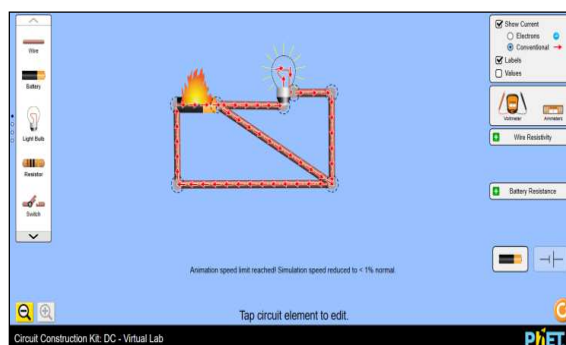 Wire
Battery
Light Bulb
Resistor
Switch
Show Current
Electrons
Conventional
Labels
Values
Voltmeter
Ammeters
Wire Resistivity
Battery Resistance
Animation speed limit reached! Simulation speed reduced to < 1% normal.
Tap circuit element to edit.
Circuit Construction Kit: DC - Virtual Lab
PhET